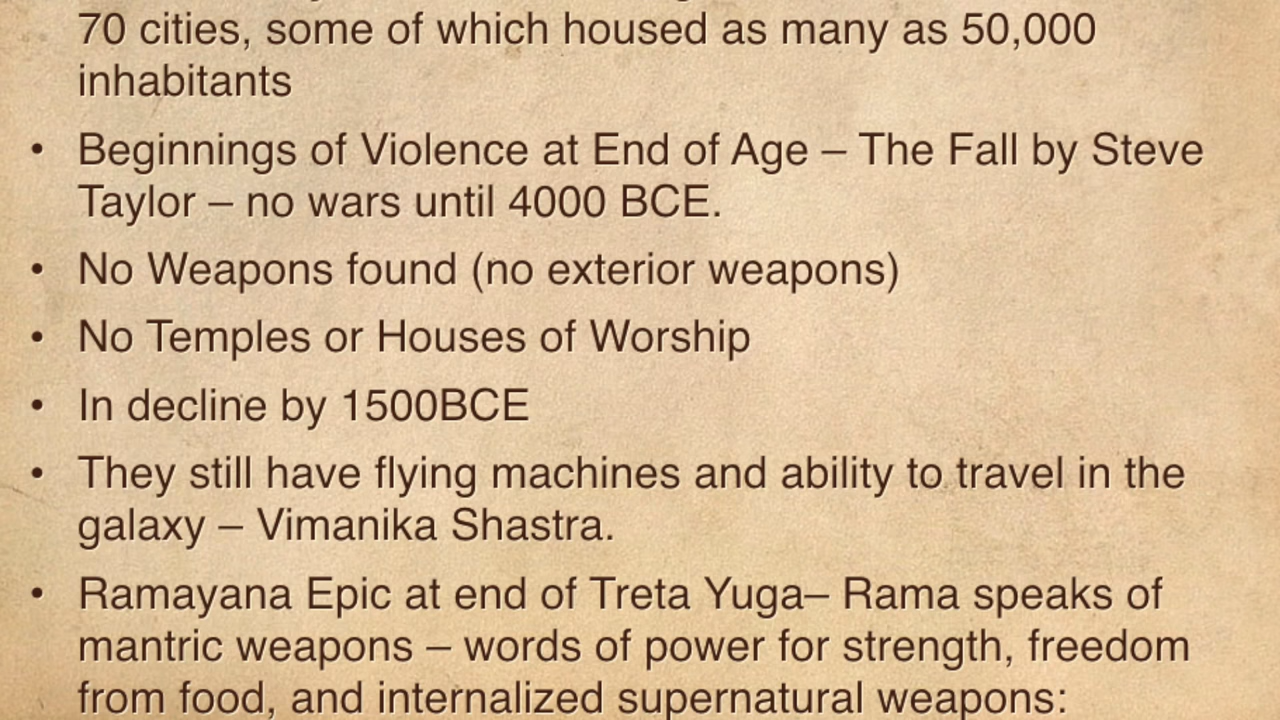 70 cities, some of which housed as many as 50,000
inhabitants
• Beginnings of Violence at End of Age – The Fall by Steve
Taylor – no wars until 4000 BCE.
• No Weapons found (no exterior weapons)
• No Temples or Houses of Worship
• In decline by 1500BCE
• They still have flying machines and ability to travel in the
galaxy – Vimanika Shastra.
• Ramayana Epic at end of Treta Yuga– Rama speaks of
mantric weapons – words of power for strength, freedom
from food, and internalized supernatural weapons: